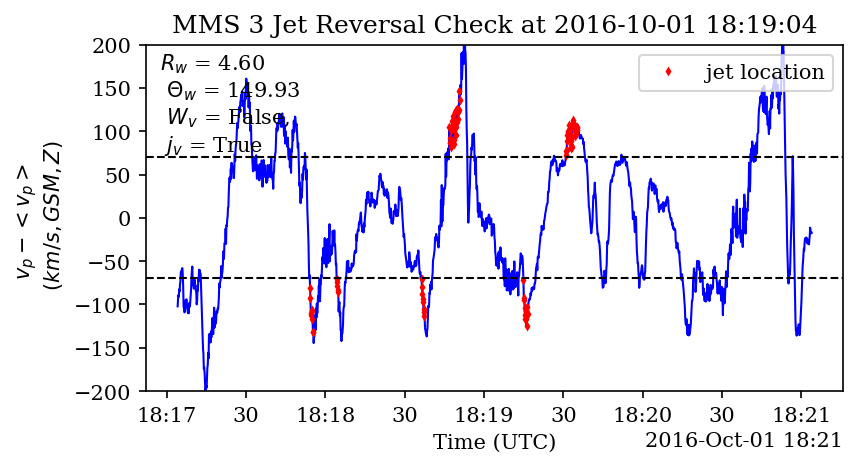 MMS 3 Jet Reversal Check at 2016-10-01 18:19:04
R_w = 4.60
Θ_w = 149.93
W_v = False,
j_v = True
jet location
200
150
100
50
0
−50
−100
−150
−200
v_p − < v_p >
(km/s, GSM, Z)
18:17 30 18:18 30 18:19 30 18:20 30 18:21
Time (UTC)
2016-Oct-01 18:21